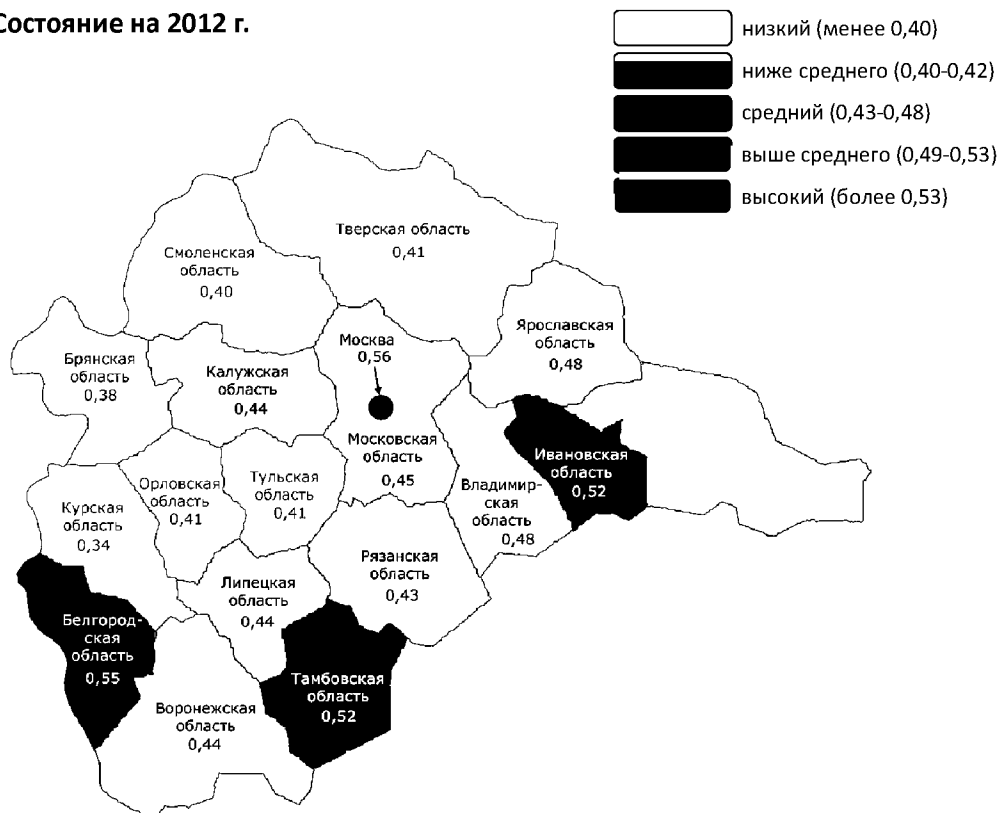 Состояние на 2012 г.
низкий (менее 0,40)
ниже среднего (0,40-0,42)
средний (0,43-0,48)
выше среднего (0,49-0,53)
высокий (более 0,53)
Тверская область
0,41
Смоленская
область
0,40
Ярославская
область
0,48
Москва
0,56
Брянская
область
0,38
Калужская
область
0,44
Московская
область
0,45
Ивановская
область
0,52
Владимир-
ская
область
0,48
Орловская
область
0,41
Тульская
область
0,41
Курская
область
0,34
Рязанская
область
0,43
Липецкая
область
0,44
Белгород-
ская
область
0,55
Тамбовская
область
0,52
Воронежская
область
0,44